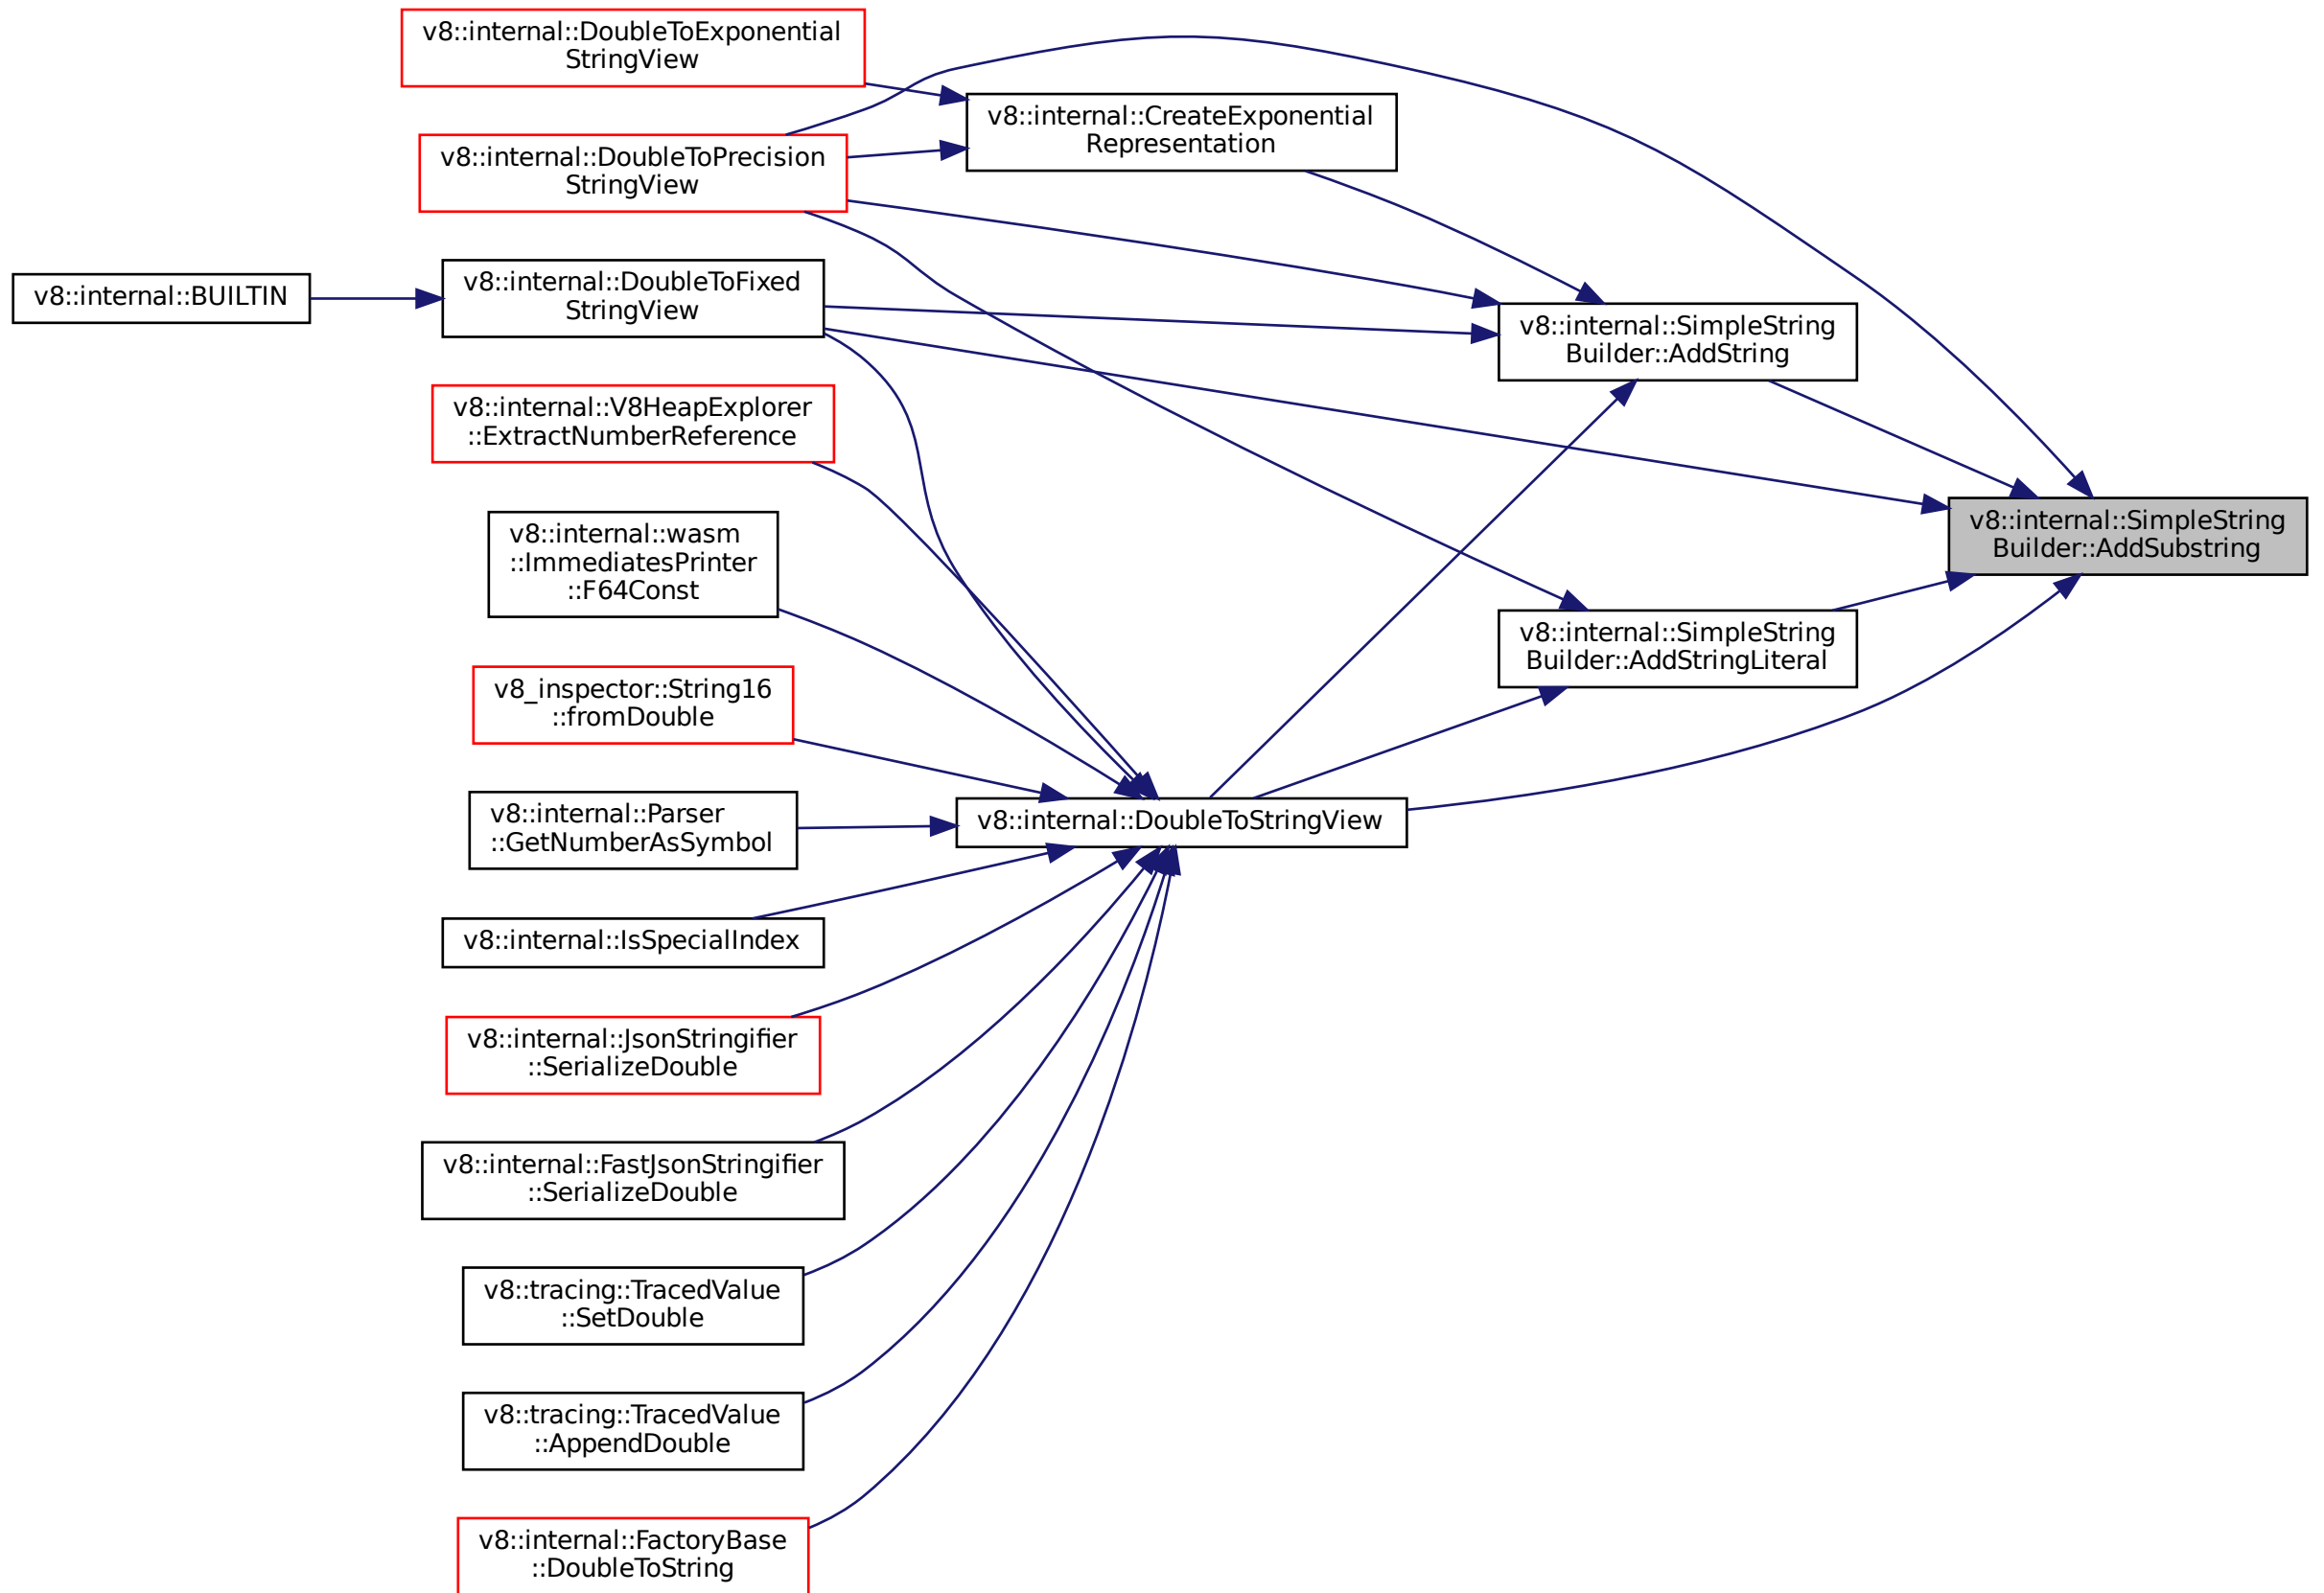 v8::internal::DoubleToExponential
StringView
v8::internal::CreateExponential
Representation
v8::internal::DoubleToPrecision
StringView
v8::internal::BUILTIN
v8::internal::DoubleToFixed
StringView
v8::internal::SimpleString
Builder::AddString
v8::internal::V8HeapExplorer
::ExtractNumberReference
v8::internal::SimpleString
Builder::AddSubstring
v8::internal::wasm
::ImmediatesPrinter
::F64Const
v8::internal::SimpleString
Builder::AddStringLiteral
v8_inspector::String16
::fromDouble
v8::internal::Parser
::GetNumberAsSymbol
v8::internal::DoubleToStringView
v8::internal::IsSpecialIndex
v8::internal::JsonStringifier
::SerializeDouble
v8::internal::FastJsonStringifier
::SerializeDouble
v8::tracing::TracedValue
::SetDouble
v8::tracing::TracedValue
::AppendDouble
v8::internal::FactoryBase
::DoubleToString